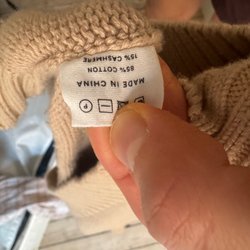 P
MADE IN CHINA
85% COTTON
15% CASHMERE